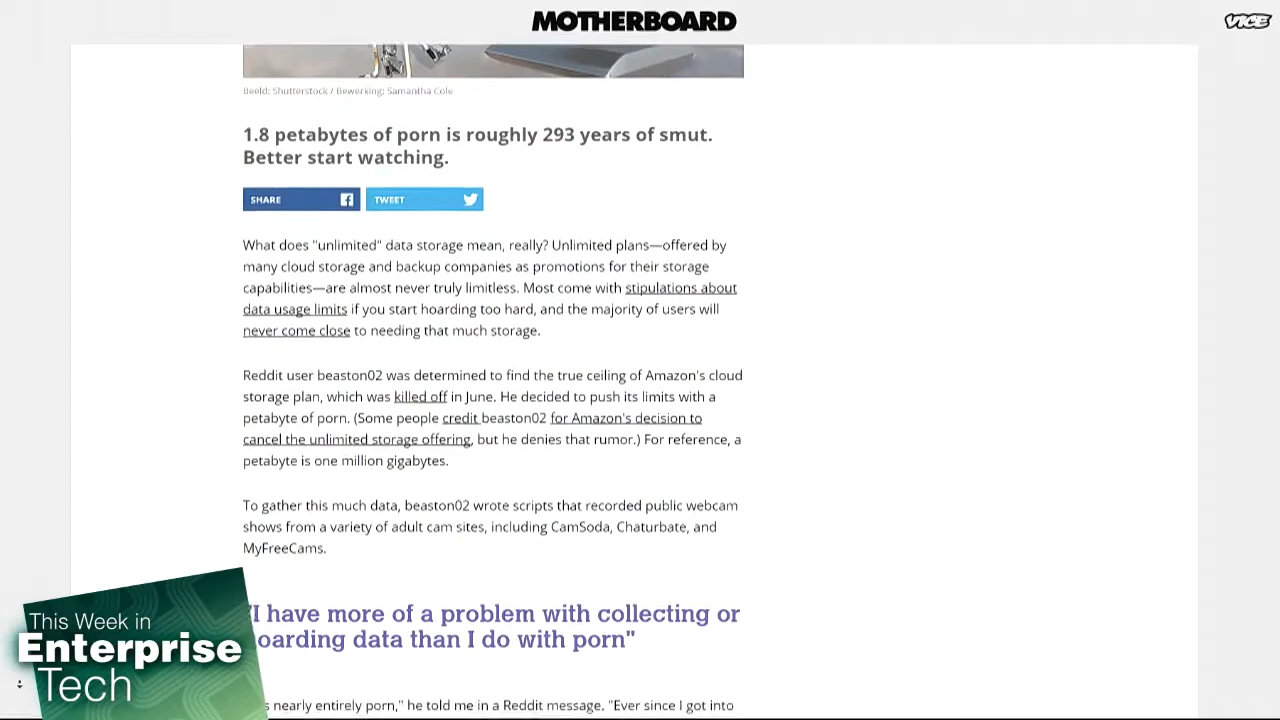 MOTHERBOARD
VICE
Beeld: Shutterstock / Bewerking: Samantha Cole
1.8 petabytes of porn is roughly 293 years of smut.
Better start watching.
SHARE
TWEET
What does "unlimited" data storage mean, really? Unlimited plans—offered by
many cloud storage and backup companies as promotions for their storage
capabilities—are almost never truly limitless. Most come with stipulations about
data usage limits if you start hoarding too hard, and the majority of users will
never come close to needing that much storage.
Reddit user beaston02 was determined to find the true ceiling of Amazon's cloud
storage plan, which was killed off in June. He decided to push its limits with a
petabyte of porn. (Some people credit beaston02 for Amazon's decision to
cancel the unlimited storage offering, but he denies that rumor.) For reference, a
petabyte is one million gigabytes.
To gather this much data, beaston02 wrote scripts that recorded public webcam
shows from a variety of adult cam sites, including CamSoda, Chaturbate, and
MyFreeCams.
"I have more of a problem with collecting or
oarding data than I do with porn"
s nearly entirely porn," he told me in a Reddit message. "Ever since I got into
This Week in
Enterprise
Tech